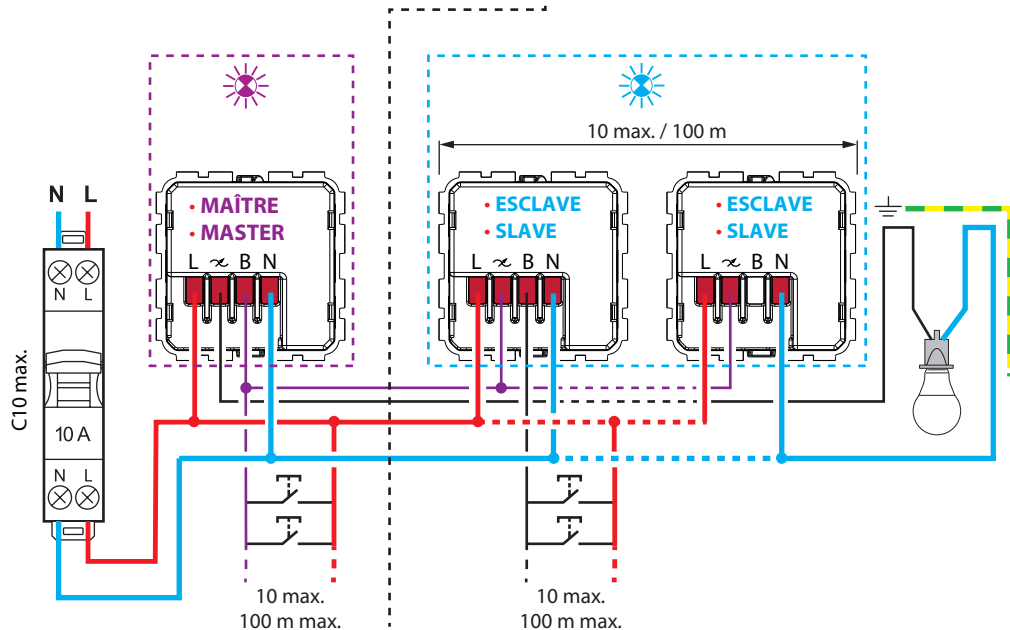 10 max. / 100 m
N L
• MAÎTRE
• MASTER
L B N
• ESCLAVE
• SLAVE
L B N
• ESCLAVE
• SLAVE
L B N
N L
C10 max.
10 A
N L
10 max.
100 m max.
10 max.
100 m max.